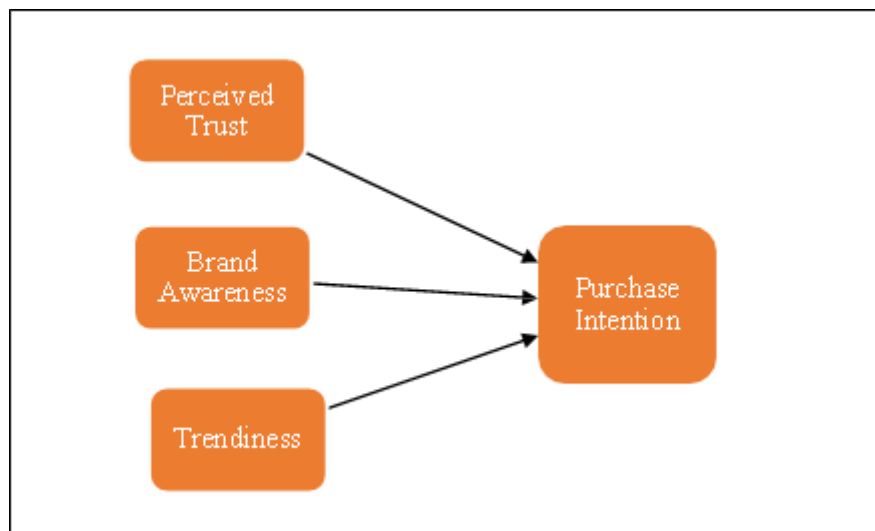 Perceived
Trust
Brand
Awareness
Purchase
Intention
Trendiness